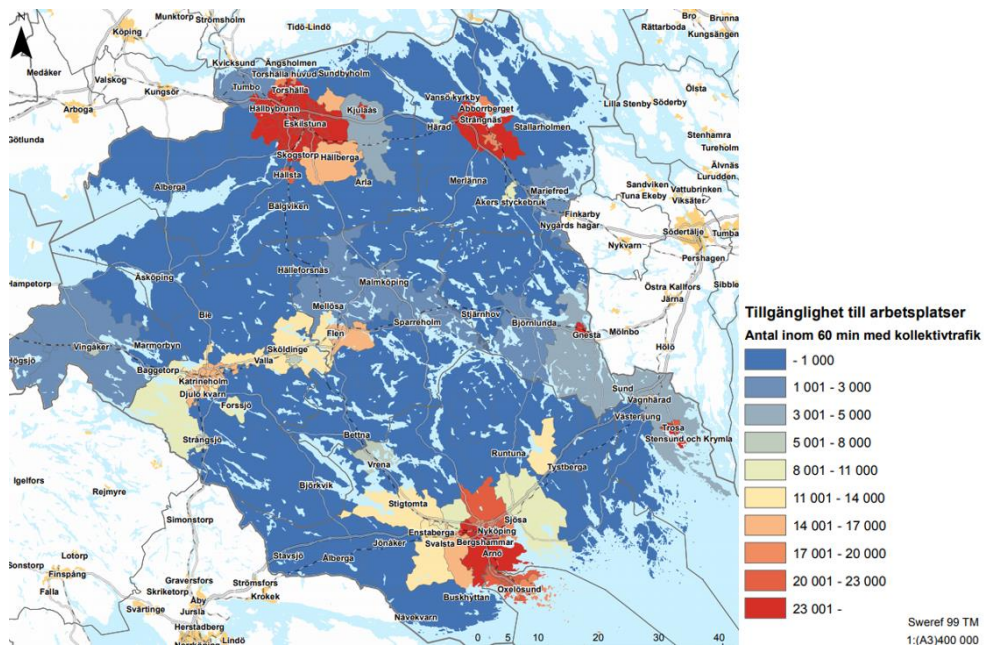 Köping
Munktorp
Strömsholm
Tidö-Lindö
Bro
Brunna
Rättarboda
Kungsängen
Medåker
Valskog
Kungsör
Kvicksund
Ängsholmen
Torshälla huvud
Sundbyholm
Tumbo
Torshälla
Arboga
Götlunda
Hällbybrunn
Kjulaås
Eskilstuna
Vansö kyrkby
Abborrberget
Strängnäs
Härad
Stallarholmen
Lilla Stenby
Söderby
Ölsta
Stenhamra
Tureholm
Älvnäs
Lurudden
Skogstorp
Hällberga
Hållsta
Ärla
Alberga
Bälgviken
Merlänna
Mariefred
Åkers styckebruk
Finkarby
Nygårds hagar
Sandviken
Tuna Ekeby
Vattubrinken
Viksäter
Södertälje
Tumba
Nykvarn
Pershagen
Hampetorp
Äsköping
Hälleforsnäs
Malmköping
Östra Kallfors
Järna
Sible
Mellösa
Bie
Flen
Sparreholm
Stjärnhov
Björnlunda
Gnesta
Mölnbo
Hölö
Högsjö
Vingåker
Marmorbyn
Baggetorp
Valla
Sköldinge
Katrineholm
Djulö kvarn
Forssjö
Strångsjö
Sund
Vagnhärad
Västerljung
Trosa
Stensund och Krymla
Bettna
Vrena
Runtuna
Tystberga
Igelfors
Rejmyre
Björkvik
Stigtomta
Sjösa
Simonstorp
Enstaberga
Nyköping
Svalsta
Bergshammar
Arnö
Lotorp
Sonstorp
Finspång
Falla
Stavsjö
Ålberga
Jönåker
Oxelösund
Buskhyttan
Nävekvarn
Graversfors
Strömsfors
Skriketorp
Åby
Krokek
Svärtinge
Jursla
Herstadberg
Lindö
0 5 10 20 30 40
Tillgänglighet till arbetsplatser
Antal inom 60 min med kollektivtrafik
- 1 000
1 001 - 3 000
3 001 - 5 000
5 001 - 8 000
8 001 - 11 000
11 001 - 14 000
14 001 - 17 000
17 001 - 20 000
20 001 - 23 000
23 001 -
Sweref 99 TM
1:(A3)400 000